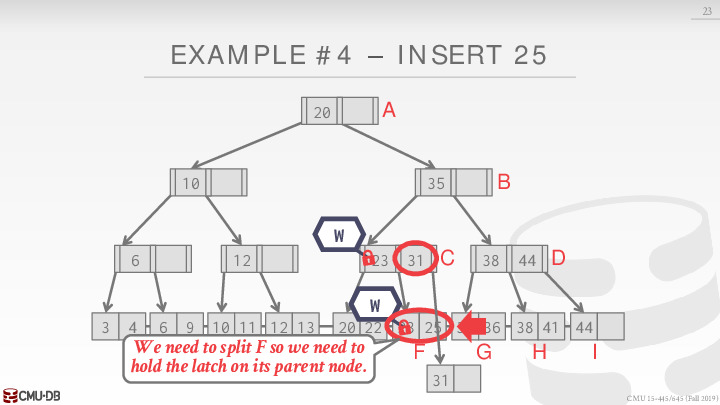 23
EXAMPLE #4 – INSERT 25
20
A
10
35
B
W
6
12
23
31
C
38
44
D
W
3 4
6 9
10 11
12 13
20 22
25
36
38 41
44
F
G
H
I
We need to split F so we need to
hold the latch on its parent node.
31
CMU·DB
CMU 15-445/645 (Fall 2019)